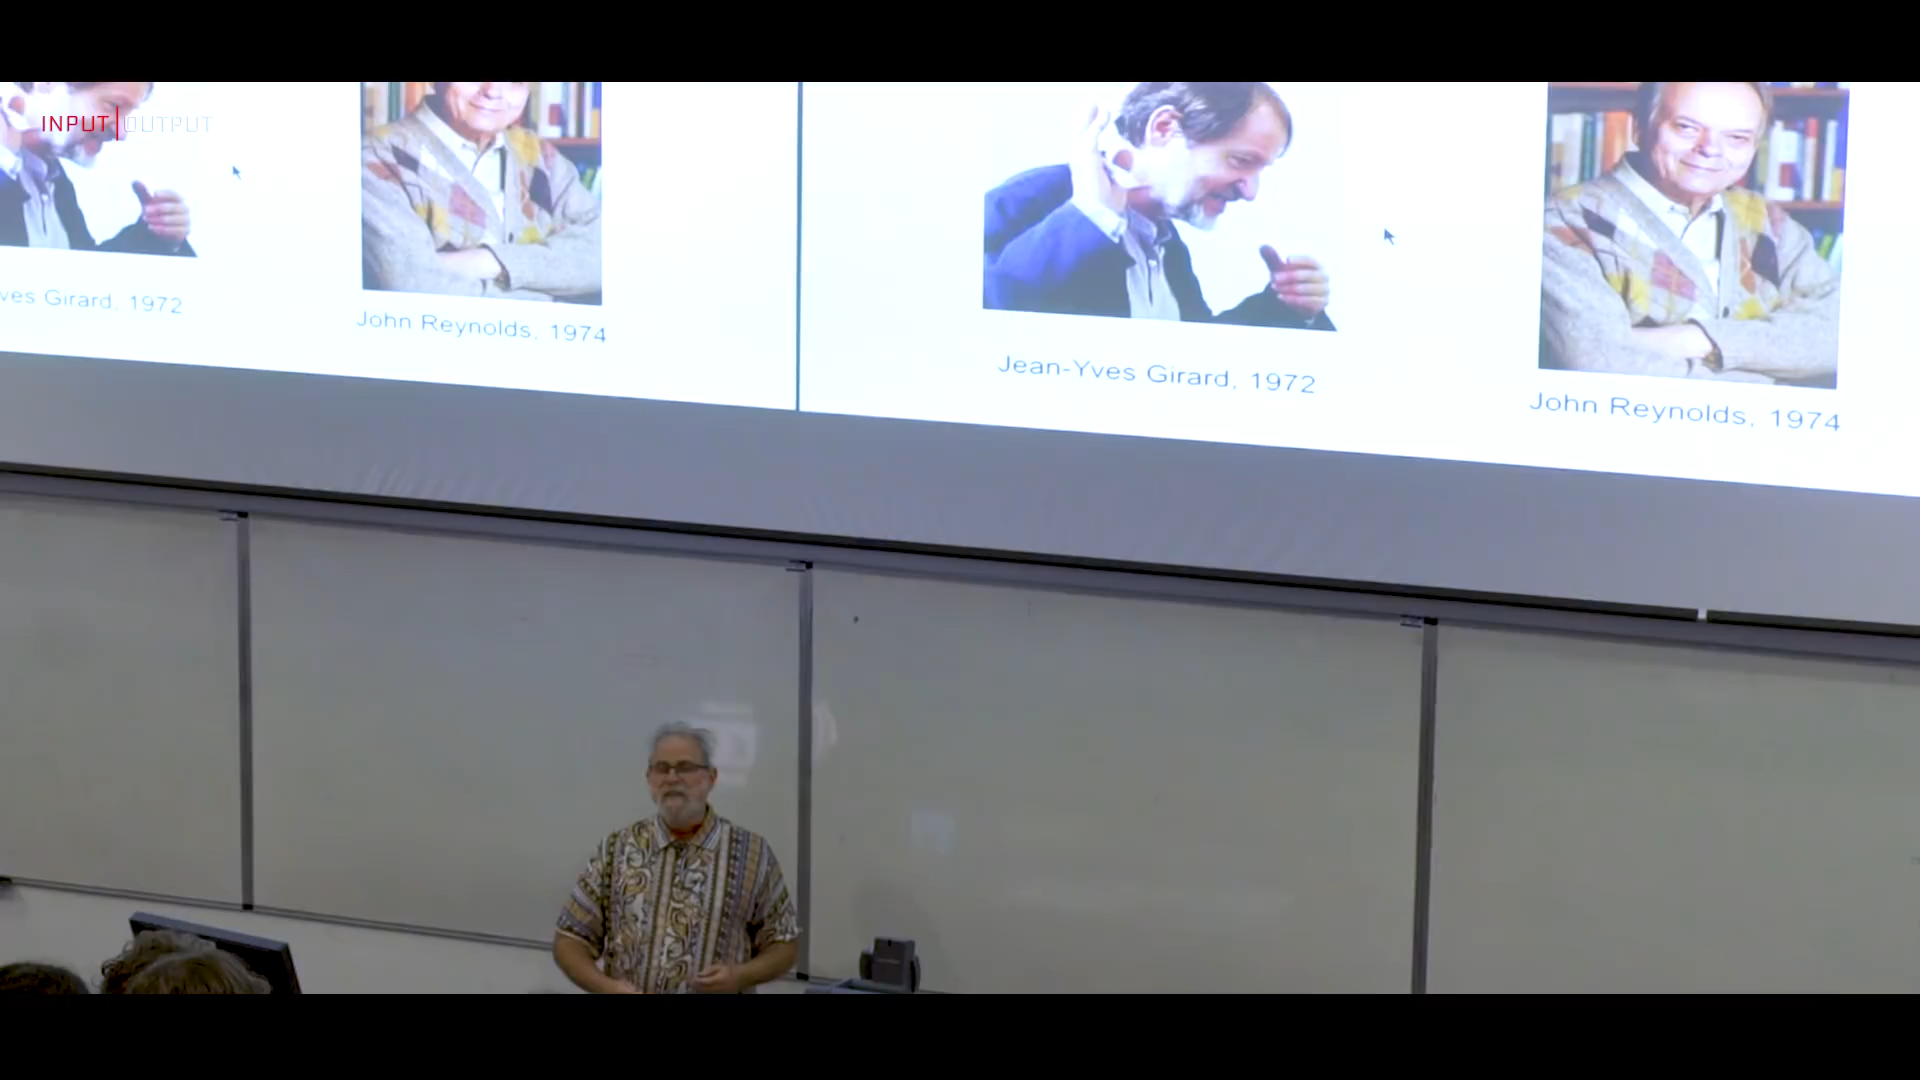 INPUT|OUTPUT
ves Girard, 1972
John Reynolds, 1974
Jean-Yves Girard, 1972
John Reynolds, 1974